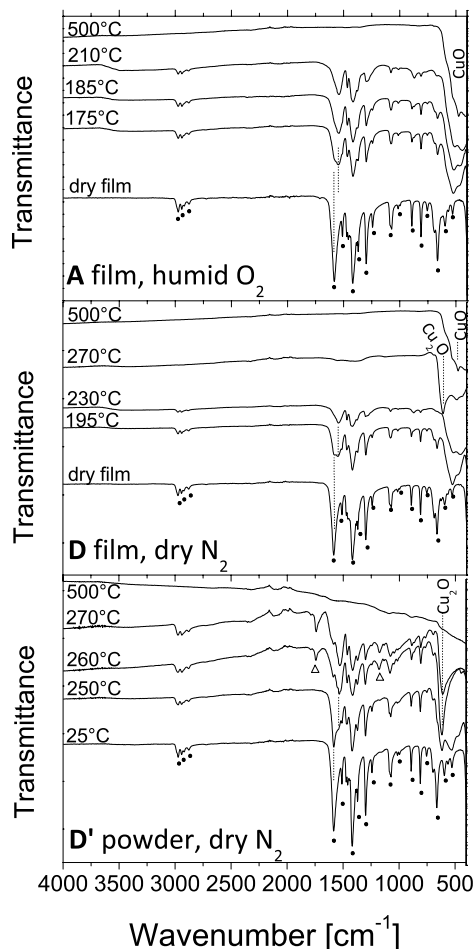 Transmittance
500°C
210°C
185°C
175°C
dry film
CuO
A film, humid O₂
Transmittance
500°C
270°C
230°C
195°C
dry film
Cu₂O
CuO
D film, dry N₂
Transmittance
500°C
270°C
260°C
250°C
25°C
Cu₂O
D' powder, dry N₂
4000 3500 3000 2500 2000 1500 1000 500
Wavenumber [cm⁻¹]